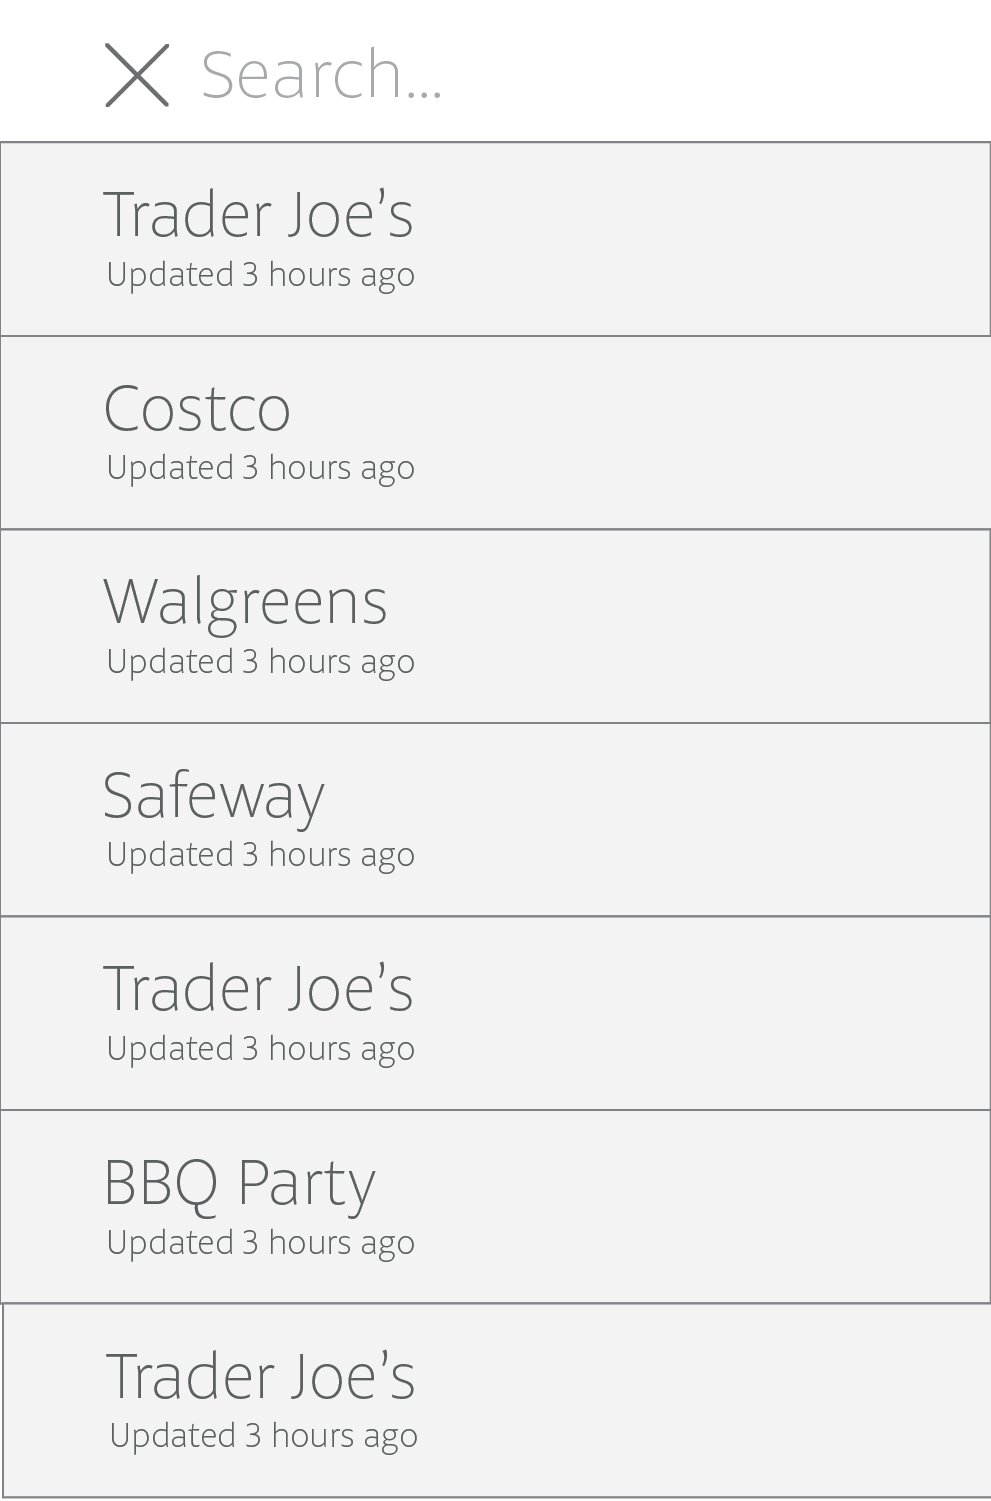 Search...
Trader Joe’s
Updated 3 hours ago
Costco
Updated 3 hours ago
Walgreens
Updated 3 hours ago
Safeway
Updated 3 hours ago
Trader Joe’s
Updated 3 hours ago
BBQ Party
Updated 3 hours ago
Trader Joe’s
Updated 3 hours ago